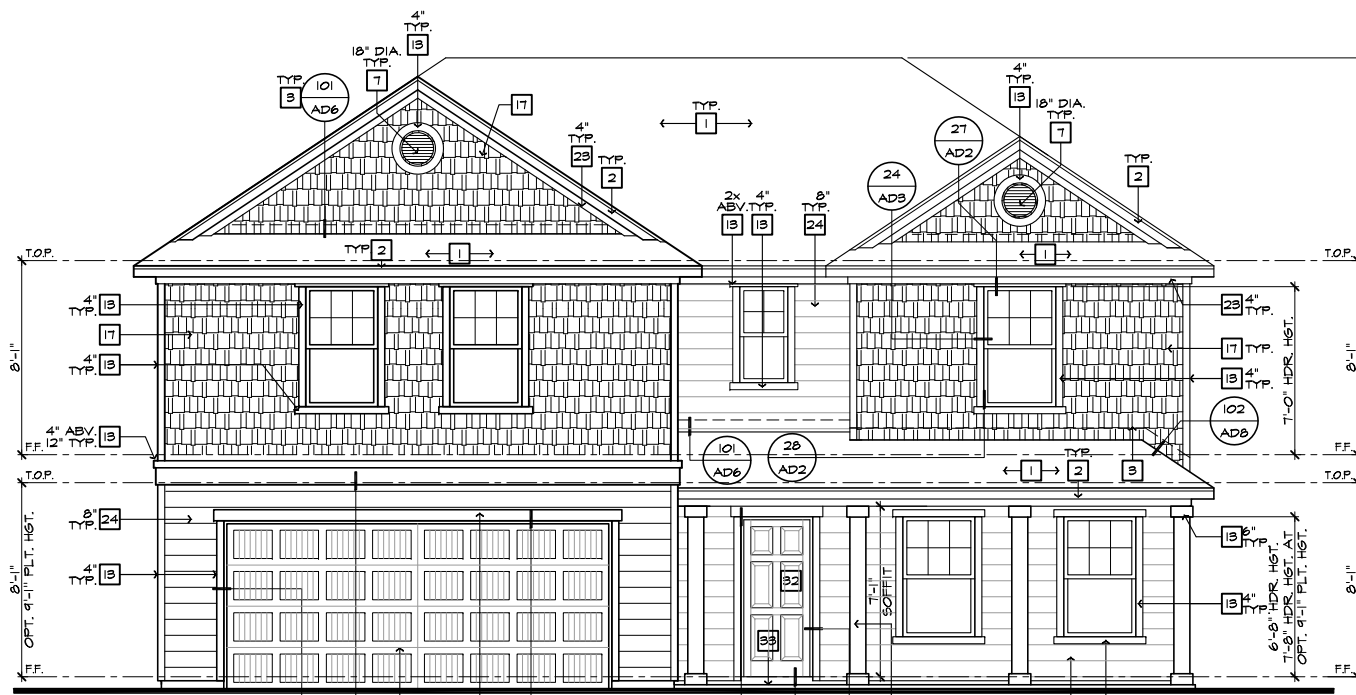 4"
TYP.
13
18" DIA.
TYP.
7
TYP.
3
101
AD6
17
4"
TYP.
23
TYP.
2
TYP.
1
27
AD2
24
AD3
4"
TYP.
13
18" DIA.
TYP.
7
TYP.
2
2x
ABV.
13
4"
TYP.
13
8"
TYP.
24
T.O.P.
TYP 2
1
1
T.O.P.
4"
TYP.
13
17
4"
TYP.
13
8'-1"
4" ABV.
12" TYP.
13
F.F.
T.O.P.
23
4"
TYP.
17 TYP.
13
4"
TYP.
7'-0" HDR. HGT.
8'-1"
102
AD8
F.F.
T.O.P.
101
AD6
28
AD2
1
TYP.
2
3
8"
TYP.
24
4"
TYP.
13
8'-1"
OPT. 9'-1" PLT. HGT.
F.F.
32
33
7'-1"
SOFFIT
13
6"
TYP.
13
4"
TYP.
6'-8" HDR. HGT.
7'-8" HDR. HGT. AT
OPT. 9'-1" PLT. HGT.
8'-1"
F.F.